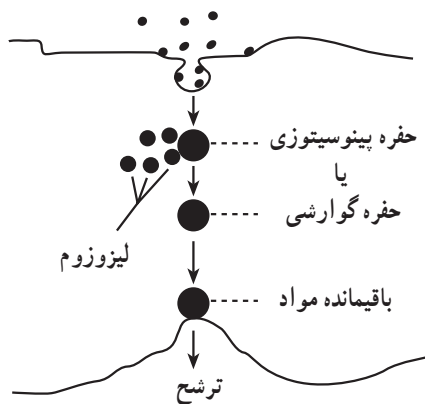 حفره پینوسیتوزی
یا
حفره گوارشی
لیزوزوم
باقیمانده مواد
ترشح